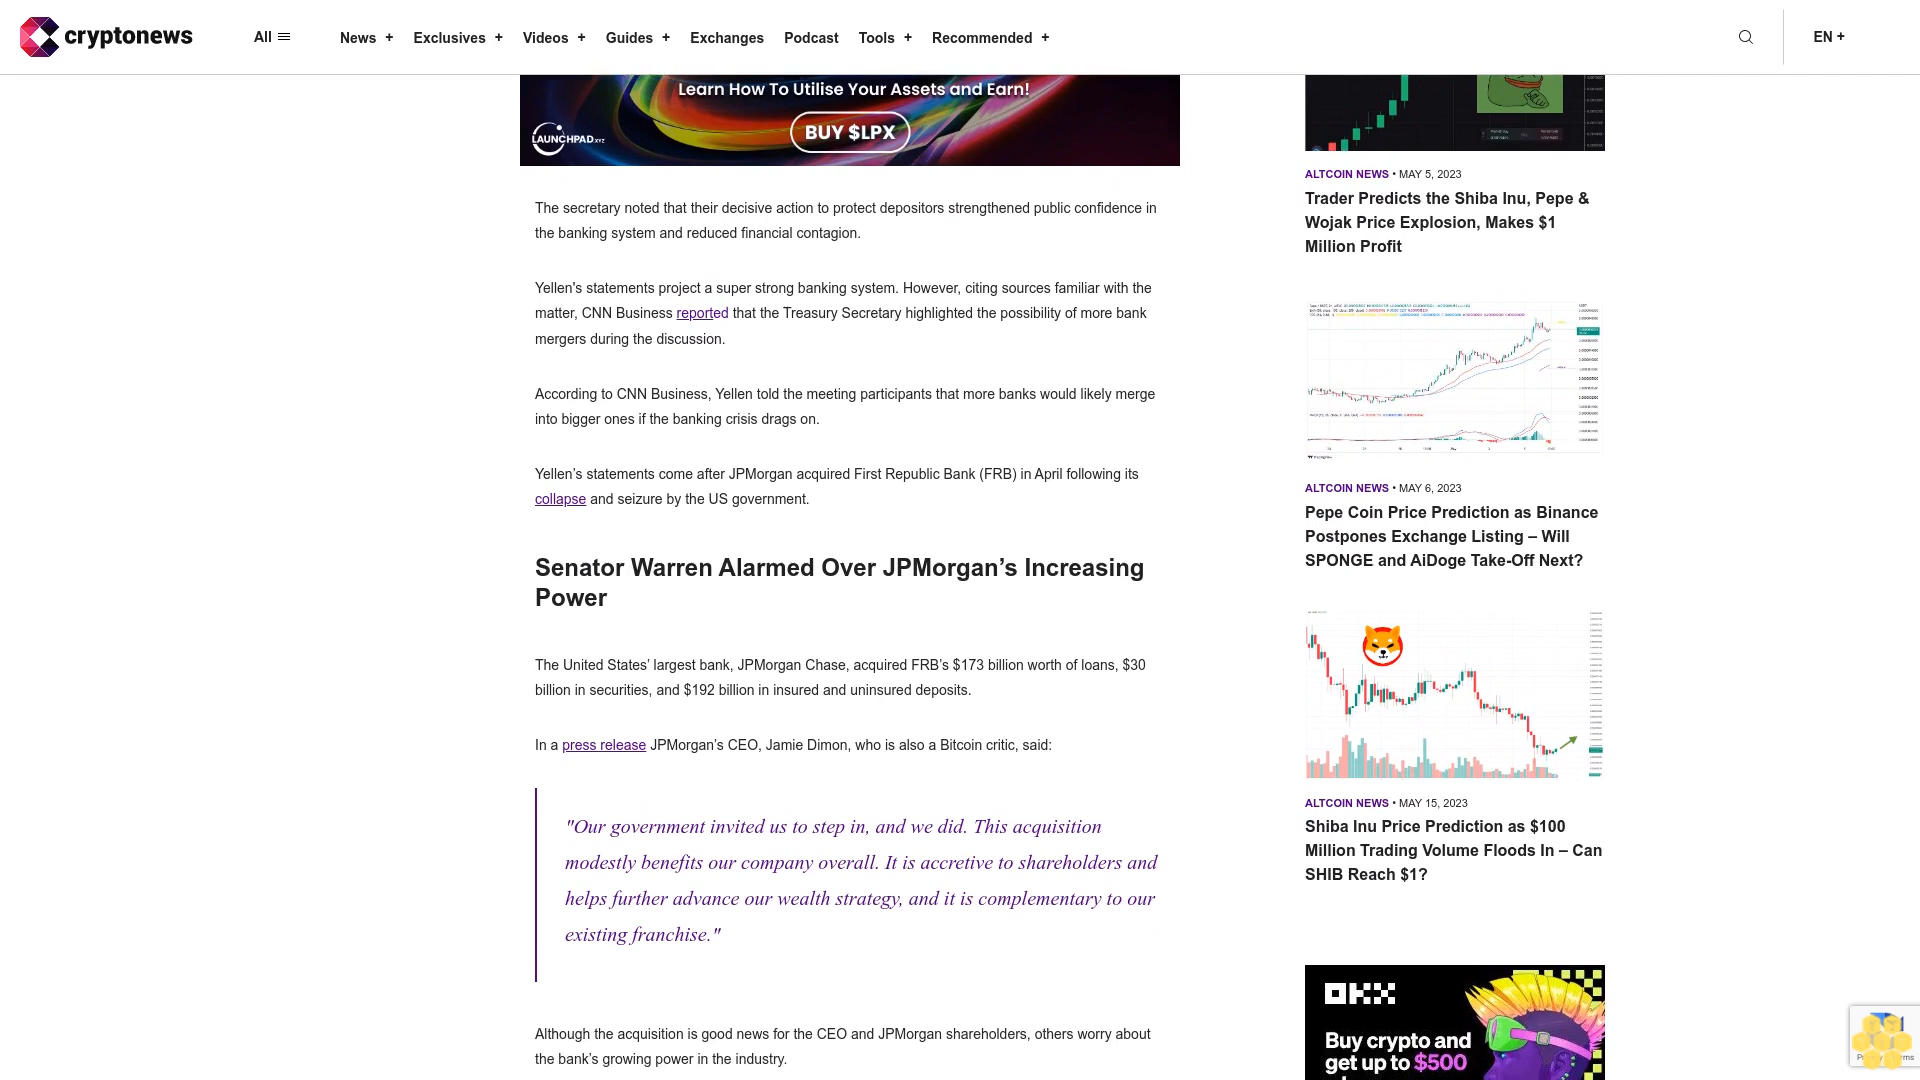 cryptonews
All
News +
Exclusives +
Videos +
Guides +
Exchanges
Podcast
Tools +
Recommended +
EN +
Learn How To Utilise Your Assets and Earn!
LAUNCHPAD.XYZ
BUY $LPX
The secretary noted that their decisive action to protect depositors strengthened public confidence in
the banking system and reduced financial contagion.
Yellen's statements project a super strong banking system. However, citing sources familiar with the
matter, CNN Business reported that the Treasury Secretary highlighted the possibility of more bank
mergers during the discussion.
According to CNN Business, Yellen told the meeting participants that more banks would likely merge
into bigger ones if the banking crisis drags on.
Yellen’s statements come after JPMorgan acquired First Republic Bank (FRB) in April following its
collapse and seizure by the US government.
Senator Warren Alarmed Over JPMorgan’s Increasing
Power
The United States’ largest bank, JPMorgan Chase, acquired FRB’s $173 billion worth of loans, $30
billion in securities, and $192 billion in insured and uninsured deposits.
In a press release JPMorgan’s CEO, Jamie Dimon, who is also a Bitcoin critic, said:
"Our government invited us to step in, and we did. This acquisition
modestly benefits our company overall. It is accretive to shareholders and
helps further advance our wealth strategy, and it is complementary to our
existing franchise."
Although the acquisition is good news for the CEO and JPMorgan shareholders, others worry about
the bank’s growing power in the industry.
ALTCOIN NEWS • MAY 5, 2023
Trader Predicts the Shiba Inu, Pepe &
Wojak Price Explosion, Makes $1
Million Profit
ALTCOIN NEWS • MAY 6, 2023
Pepe Coin Price Prediction as Binance
Postpones Exchange Listing – Will
SPONGE and AiDoge Take-Off Next?
ALTCOIN NEWS • MAY 15, 2023
Shiba Inu Price Prediction as $100
Million Trading Volume Floods In – Can
SHIB Reach $1?
OKX
Buy crypto and
get up to $500